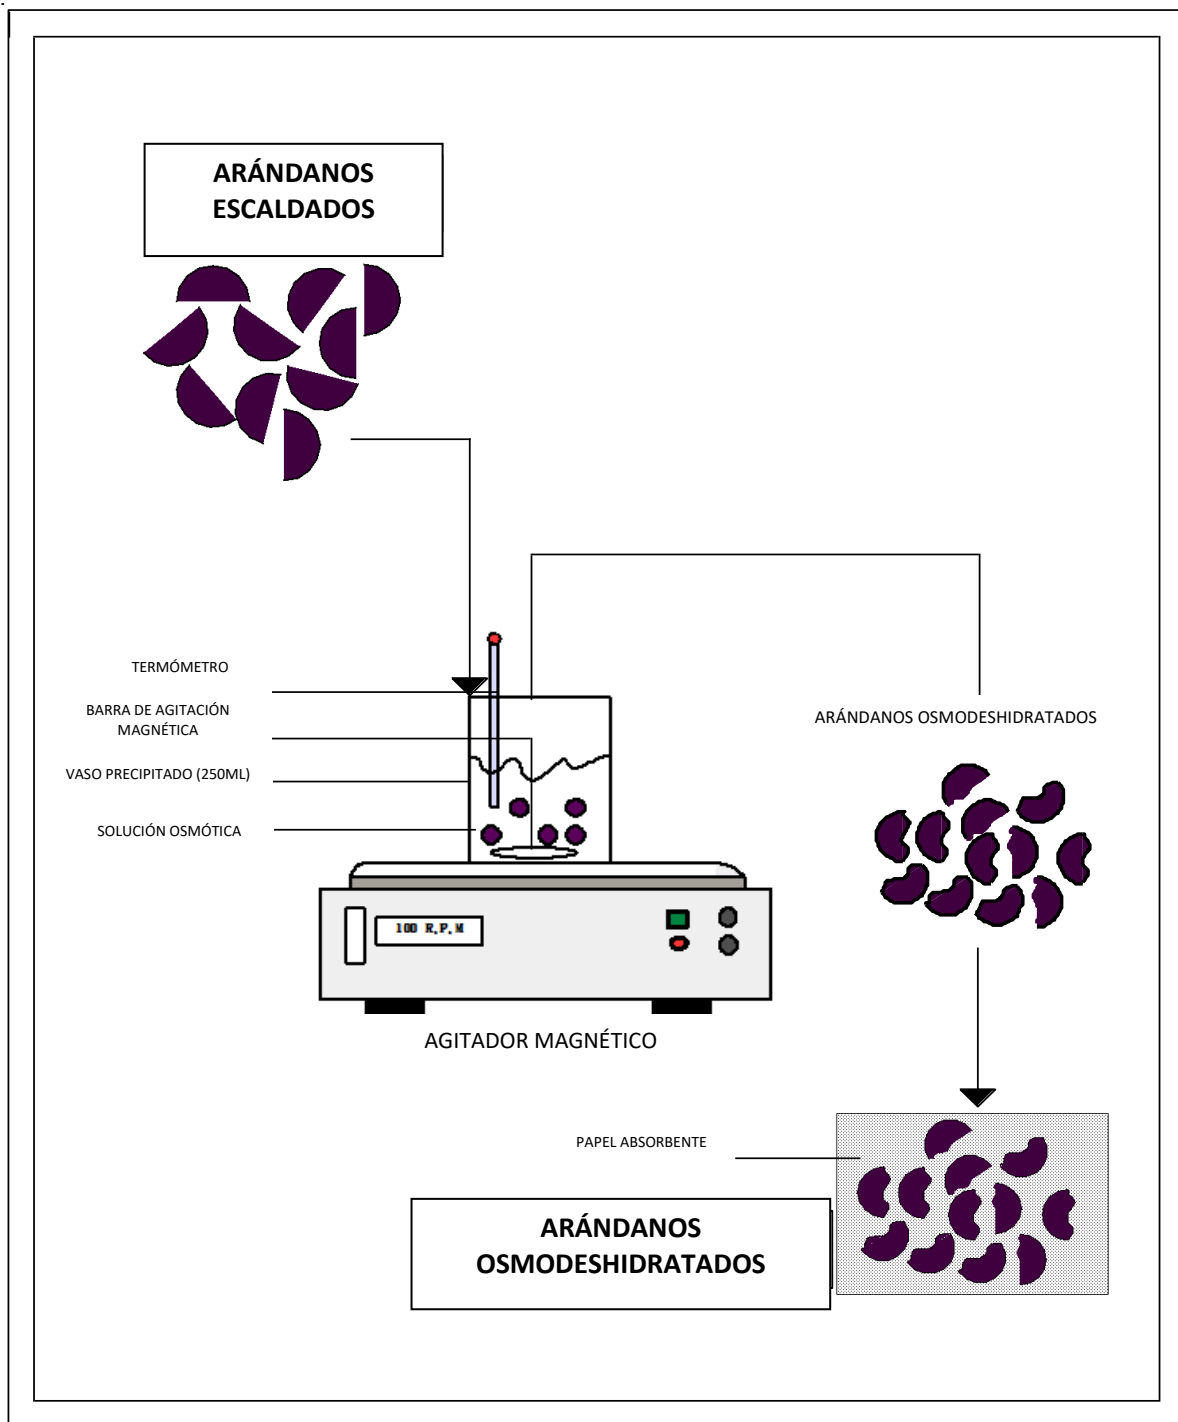 ARÁNDANOS
ESCALDADOS
TERMÓMETRO
BARRA DE AGITACIÓN
MAGNÉTICA
VASO PRECIPITADO (250ML)
SOLUCIÓN OSMÓTICA
100 R.P.M
AGITADOR MAGNÉTICO
ARÁNDANOS OSMODESHIDRATADOS
PAPEL ABSORBENTE
ARÁNDANOS
OSMODESHIDRATADOS